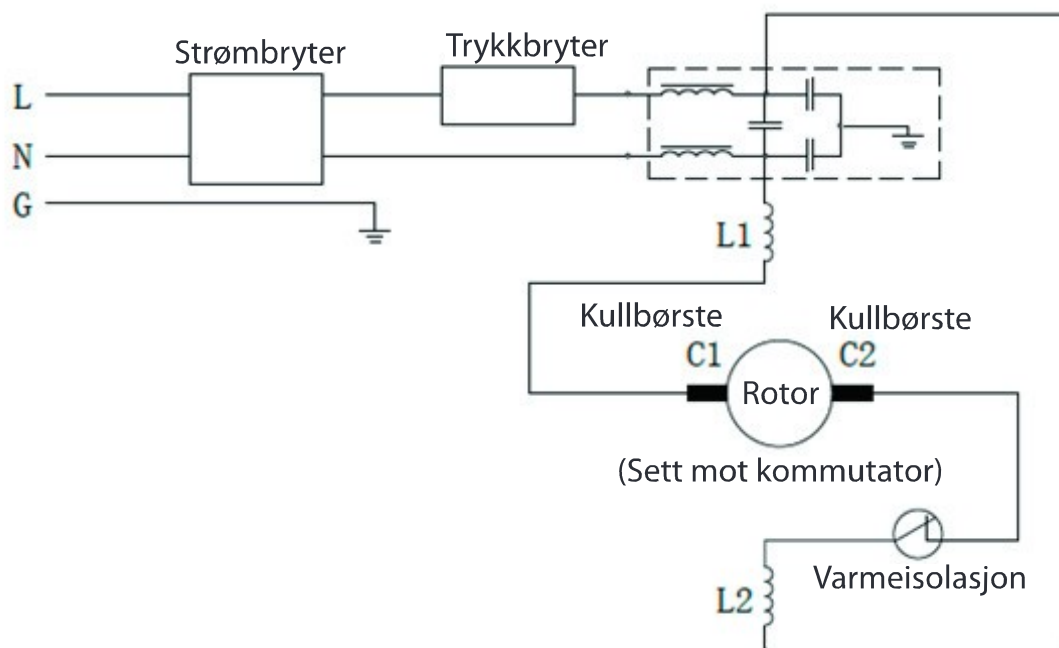 Strømbryter
Trykkbryter
L
N
G
L1
Kullbørste
Kullbørste
C1
C2
Rotor
(Sett mot kommutator)
Varmeisolasjon
L2